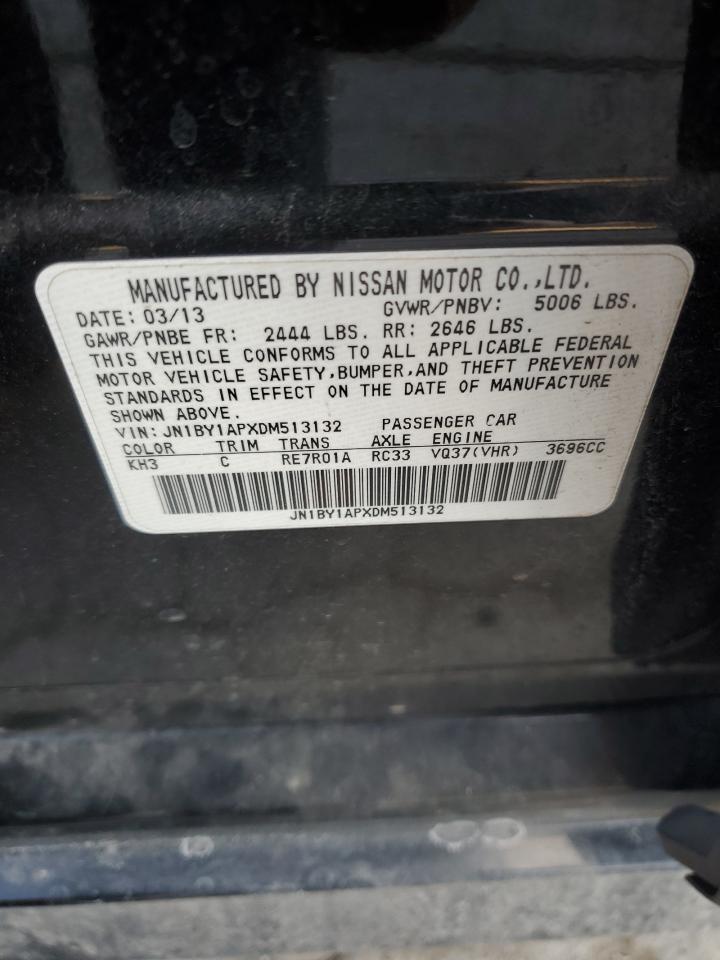 MANUFACTURED BY NISSAN MOTOR CO.,LTD.
DATE: 03/13 GVWR/PNBV: 5006 LBS.
GAWR/PNBE FR: 2444 LBS. RR: 2646 LBS.
THIS VEHICLE CONFORMS TO ALL APPLICABLE FEDERAL
MOTOR VEHICLE SAFETY,BUMPER,AND THEFT PREVENTION
STANDARDS IN EFFECT ON THE DATE OF MANUFACTURE
SHOWN ABOVE.
VIN: JN1BY1APXDM513132 PASSENGER CAR
COLOR TRIM TRANS AXLE ENGINE
KH3 C RE7R01A RC33 VQ37(VHR) 3696CC
JN1BY1APXDM513132